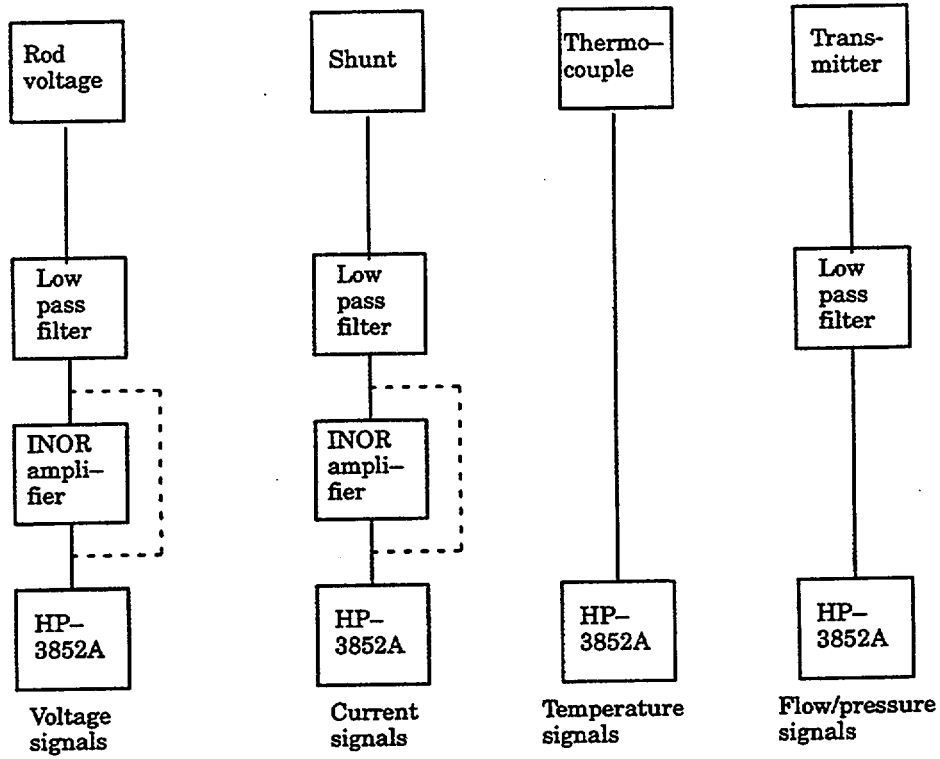 Rod
voltage
Shunt
Thermo–
couple
Trans-
mitter
Low
pass
filter
Low
pass
filter
Low
pass
filter
INOR
ampli–
fier
INOR
ampli–
fier
HP–
3852A
HP–
3852A
HP–
3852A
HP–
3852A
Voltage
signals
Current
signals
Temperature
signals
Flow/pressure
signals